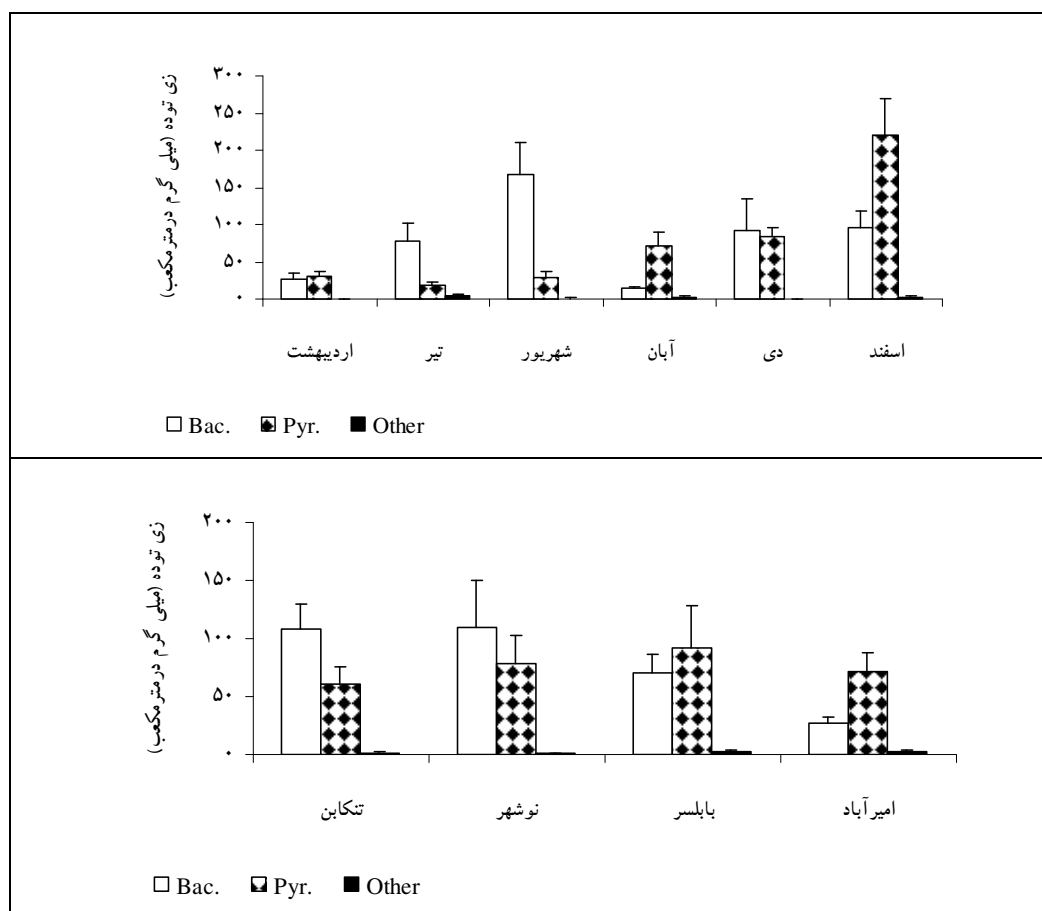 زی توده (میلی گرم درمترمکعب)
۳۰۰
۲۵۰
۲۰۰
۱۵۰
۱۰۰
۵۰
۰
اردیبهشت تیر شهریور آبان دی اسفند
Bac. Pyr. Other
زی توده (میلی گرم درمترمکعب)
۲۰۰
۱۵۰
۱۰۰
۵۰
۰
تنکابن نوشهر بابلسر امیرآباد
Bac. Pyr. Other